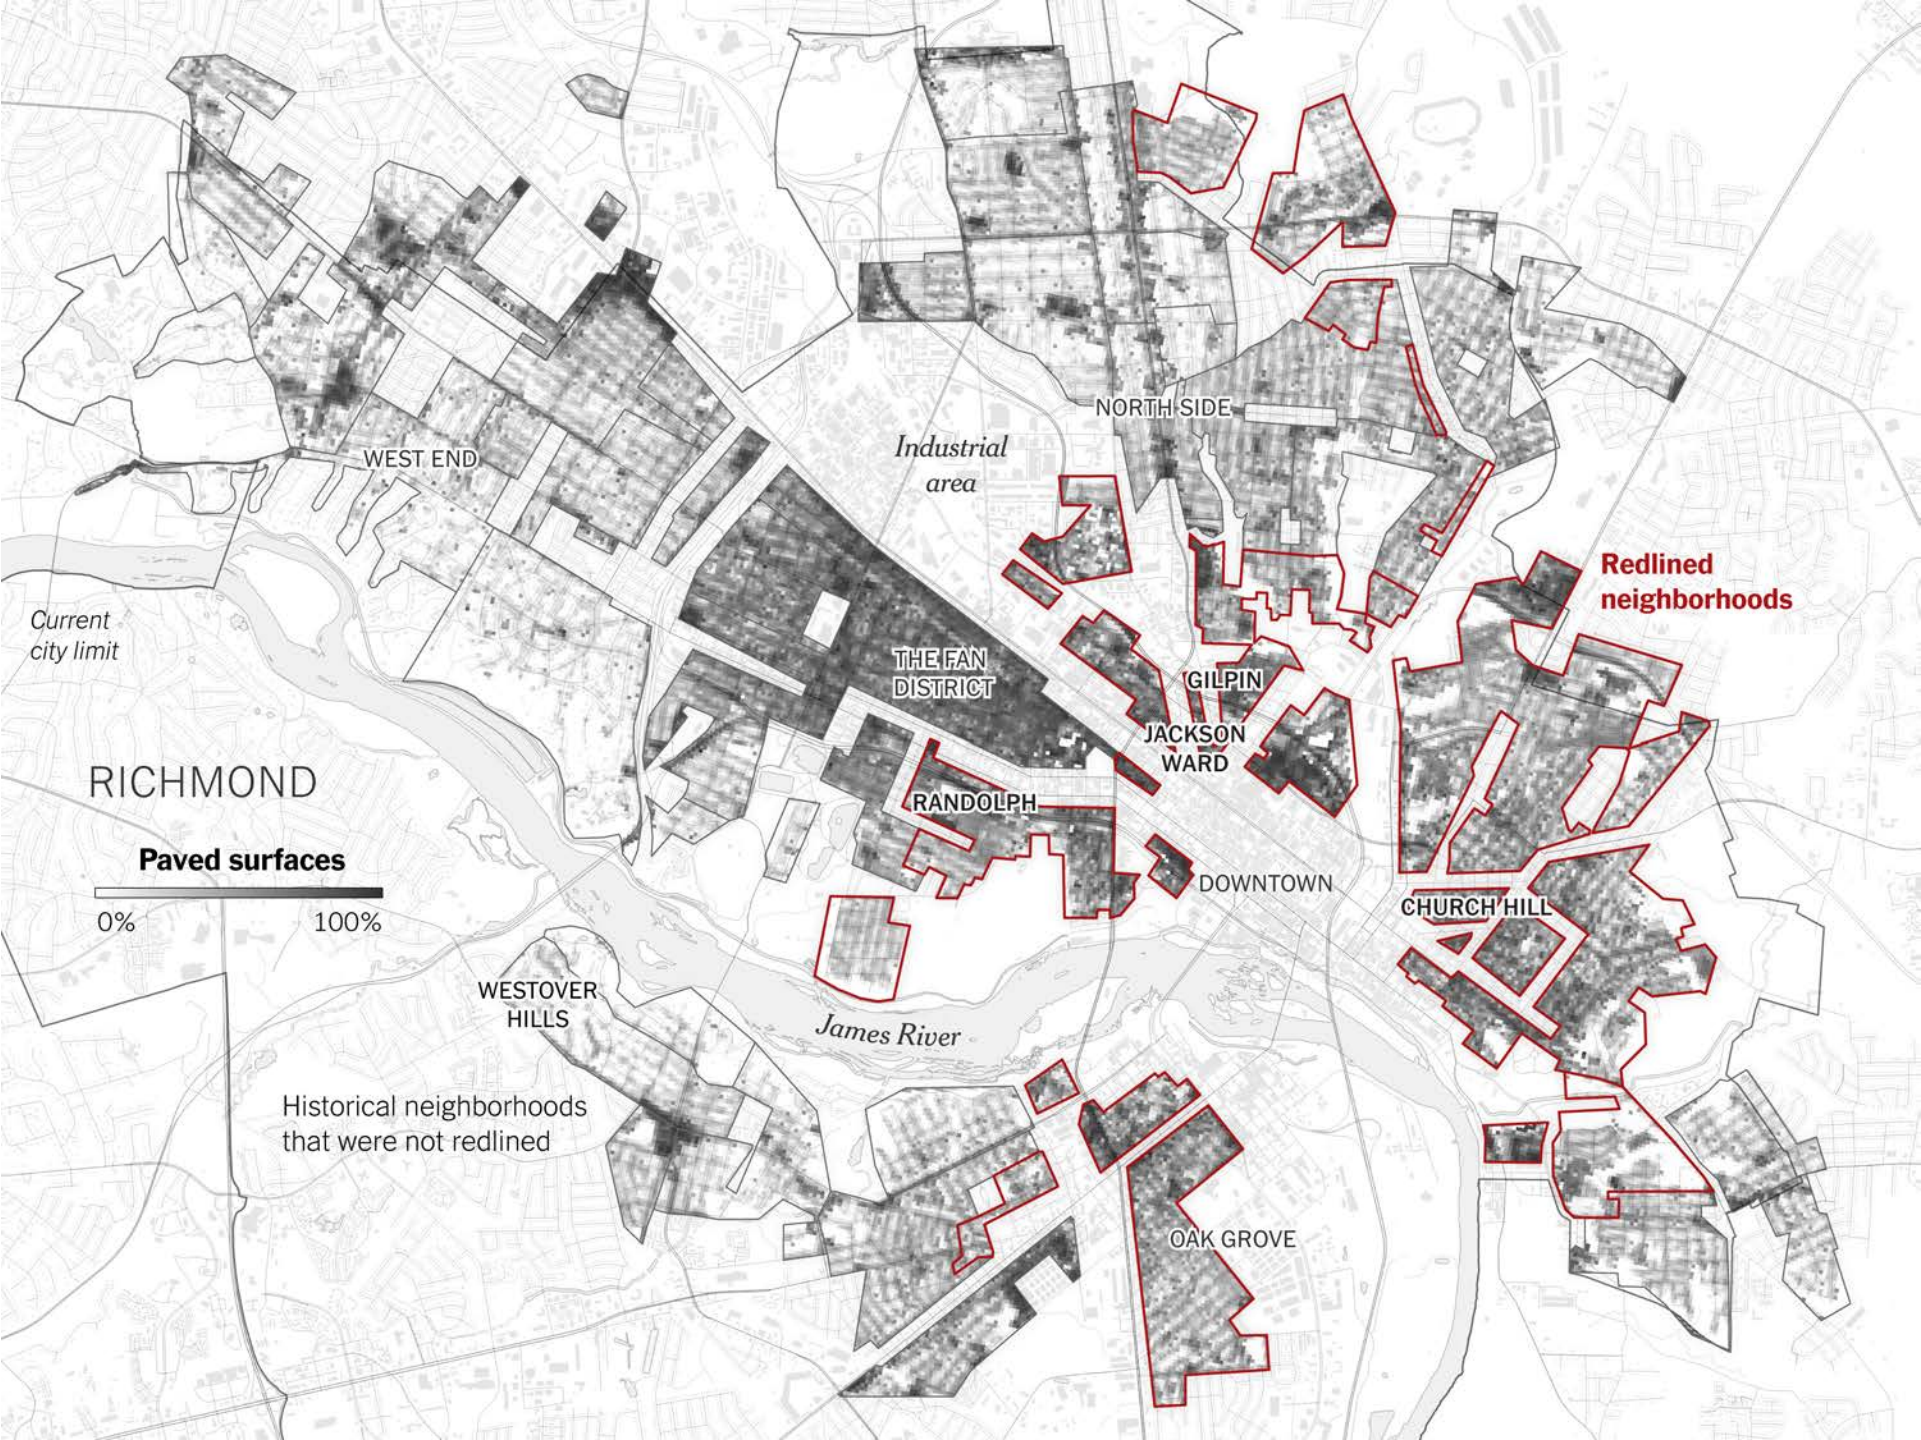 NORTH SIDE
Industrial
area
WEST END
Redlined
neighborhoods
Current
city limit
THE FAN
DISTRICT
GILPIN
JACKSON
WARD
RICHMOND
RANDOLPH
Paved surfaces
0%
100%
DOWNTOWN
CHURCH HILL
WESTOVER
HILLS
James River
Historical neighborhoods
that were not redlined
OAK GROVE